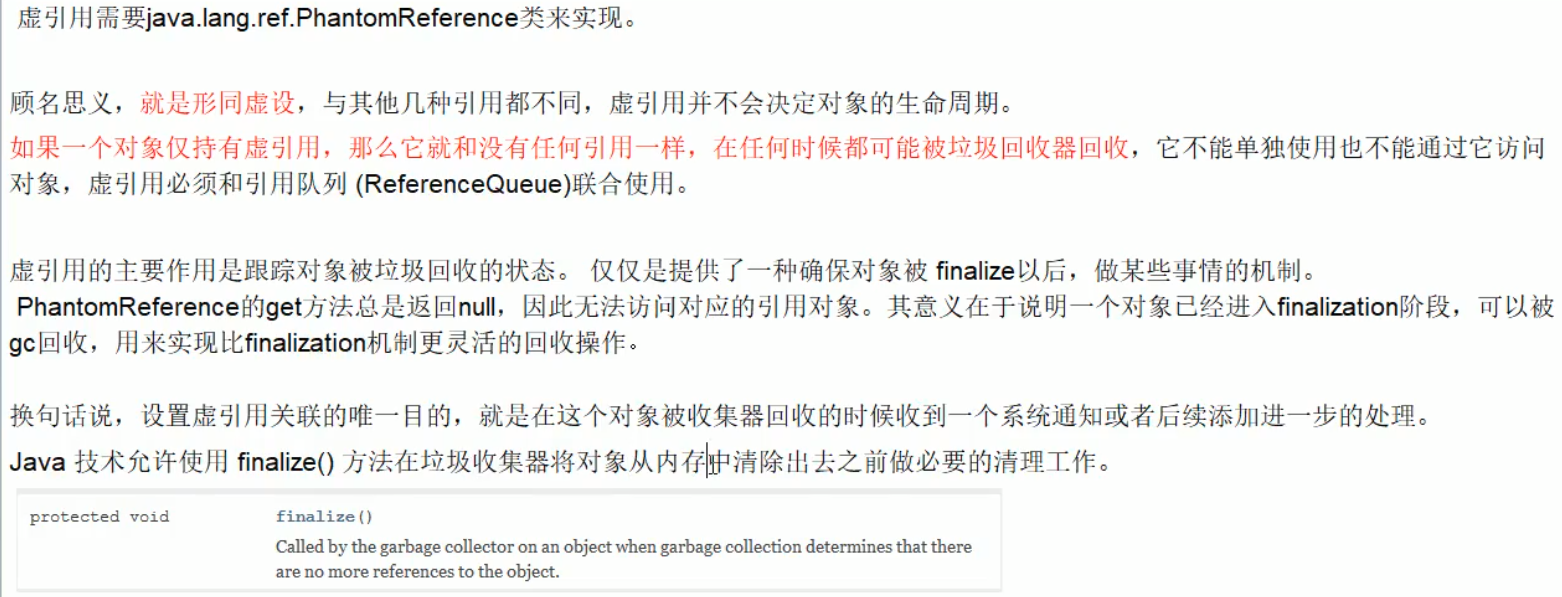 虚引用需要java.lang.ref.PhantomReference类来实现。
顾名思义，就是形同虚设，与其他几种引用都不同，虚引用并不会决定对象的生命周期。
如果一个对象仅持有虚引用，那么它就和没有任何引用一样，在任何时候都可能被垃圾回收器回收，它不能单独使用也不能通过它访问
对象，虚引用必须和引用队列 (ReferenceQueue)联合使用。
虚引用的主要作用是跟踪对象被垃圾回收的状态。 仅仅是提供了一种确保对象被 finalize以后，做某些事情的机制。
PhantomReference的get方法总是返回null，因此无法访问对应的引用对象。其意义在于说明一个对象已经进入finalization阶段，可以被
gc回收，用来实现比finalization机制更灵活的回收操作。
换句话说，设置虚引用关联的唯一目的，就是在这个对象被收集器回收的时候收到一个系统通知或者后续添加进一步的处理。
Java 技术允许使用 finalize() 方法在垃圾收集器将对象从内存中清除出去之前做必要的清理工作。
protected void finalize()
Called by the garbage collector on an object when garbage collection determines that there
are no more references to the object.